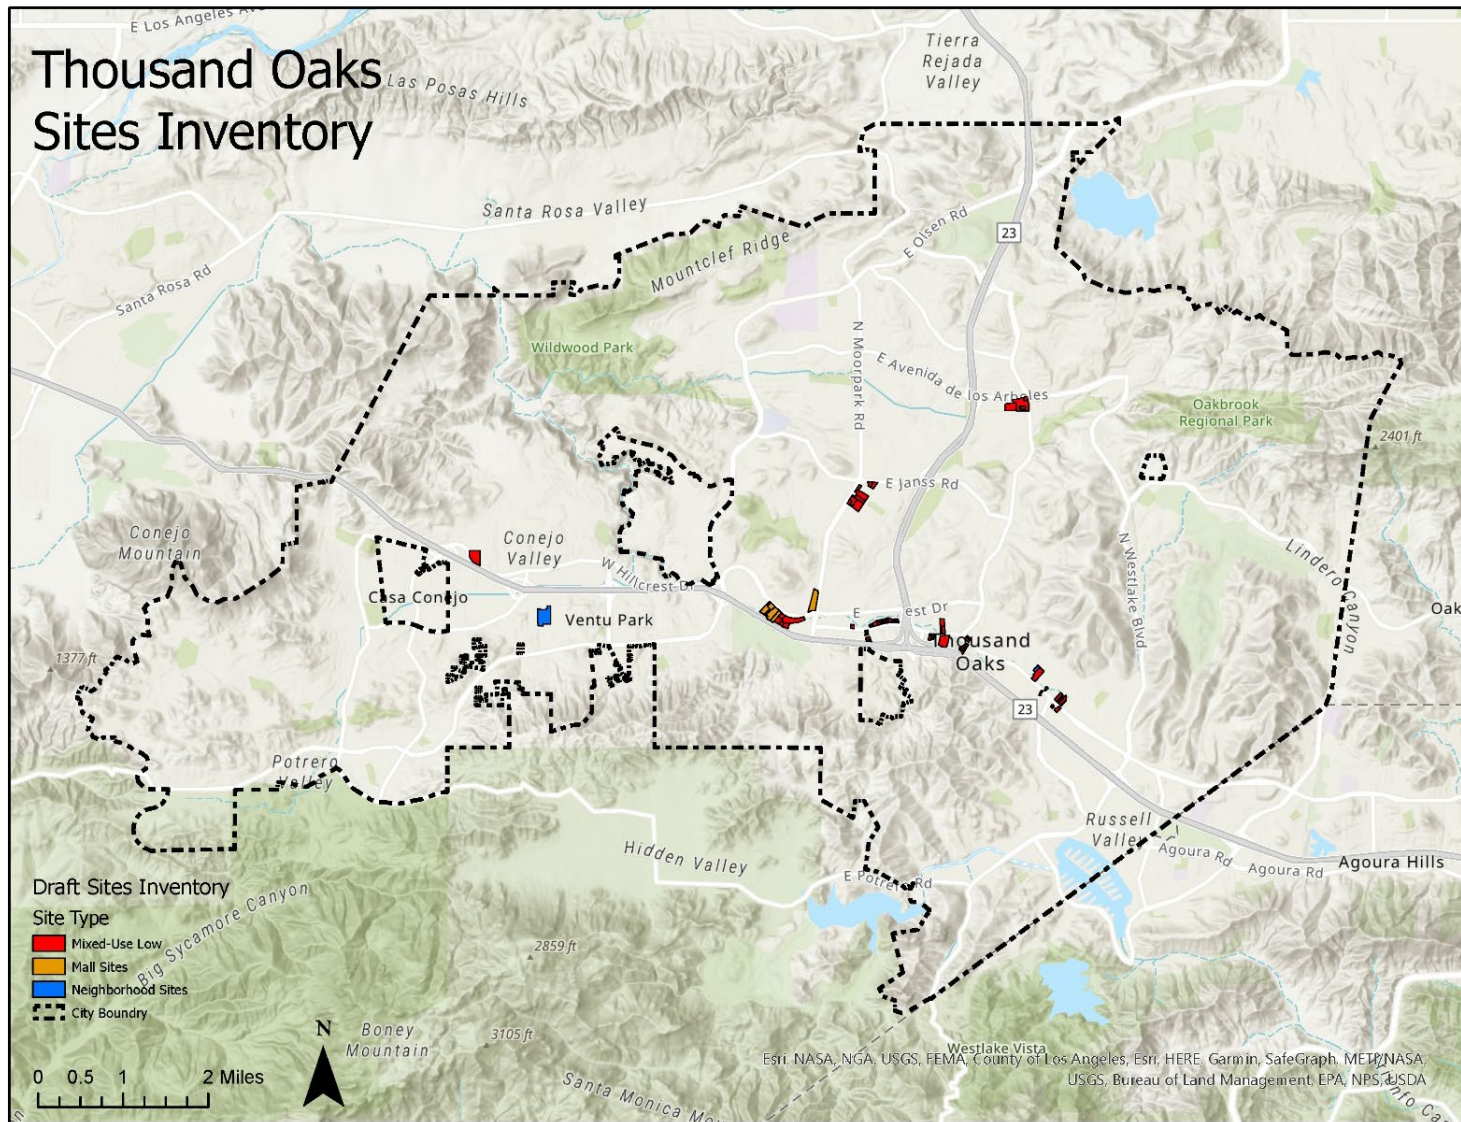 E Los Angeles Av
Thousand Oaks
Sites Inventory
Las Posas Hills
Tierra
Rejada
Valley
Santa Rosa Valley
Mountclef Ridge
E Olsen Rd
23
Santa Rosa Rd
Wildwood Park
N Moorpark Rd
E Avenida de los Arboles
Oakbrook
Regional Park
2401 ft
E Janss Rd
Conejo
Mountain
Conejo
Valley
N Westlake Blvd
Lindero Canyon
W Hillcrest Dr
Casa Conejo
Ventu Park
E
est Dr
Oak
Thousand
Oaks
1377 ft
23
Potrero
Valley
Russell
Valley
Hidden Valley
Agoura Rd
Agoura Rd
Agoura Hills
E Potrero Rd
Draft Sites Inventory
Site Type
Mixed-Use Low
Mall Sites
Neighborhood Sites
City Boundry
Big Sycamore Canyon
2859 ft
N
Boney
Mountain
3105 ft
Westlake Vista
Esri, NASA, NGA, USGS, FEMA, County of Los Angeles, Esri, HERE, Garmin, SafeGraph, METI/NASA,
USGS, Bureau of Land Management, EPA, NPS, USDA
0 0.5 1 2 Miles
Santa Monica Mo